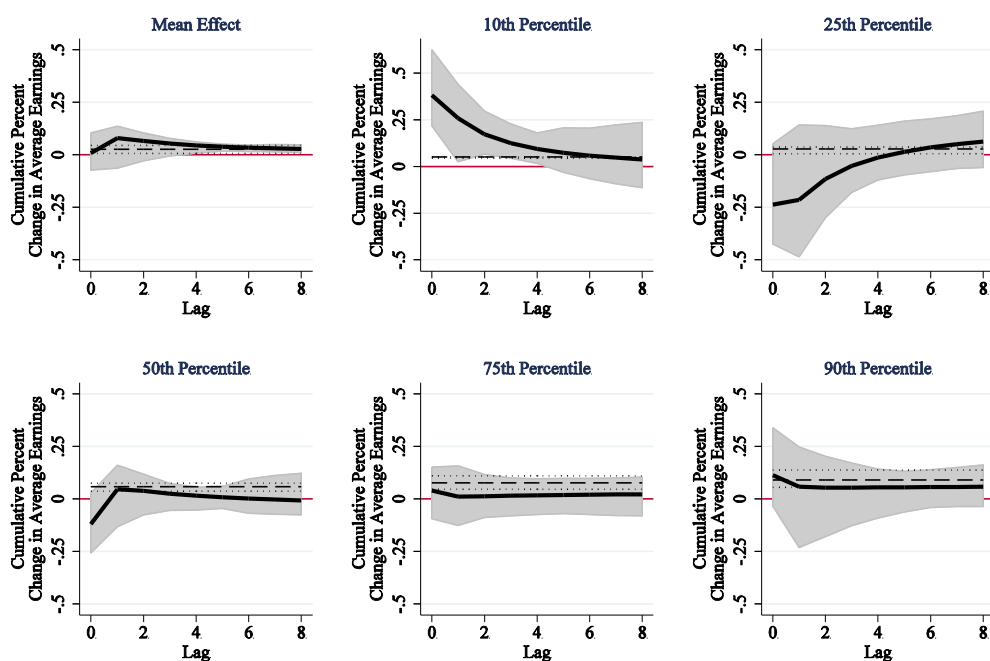 Mean Effect
Cumulative Percent
Change in Average Earnings
.5
.25
0
-.25
-.5
0 2 4 6 8
Lag
10th Percentile
Cumulative Percent
Change in Average Earnings
.5
.25
0
-.25
-.5
0 2 4 6 8
Lag
25th Percentile
Cumulative Percent
Change in Average Earnings
.5
.25
0
-.25
-.5
0 2 4 6 8
Lag
50th Percentile
Cumulative Percent
Change in Average Earnings
.5
.25
0
-.25
-.5
0 2 4 6 8
Lag
75th Percentile
Cumulative Percent
Change in Average Earnings
.5
.25
0
-.25
-.5
0 2 4 6 8
Lag
90th Percentile
Cumulative Percent
Change in Average Earnings
.5
.25
0
-.25
-.5
0 2 4 6 8
Lag